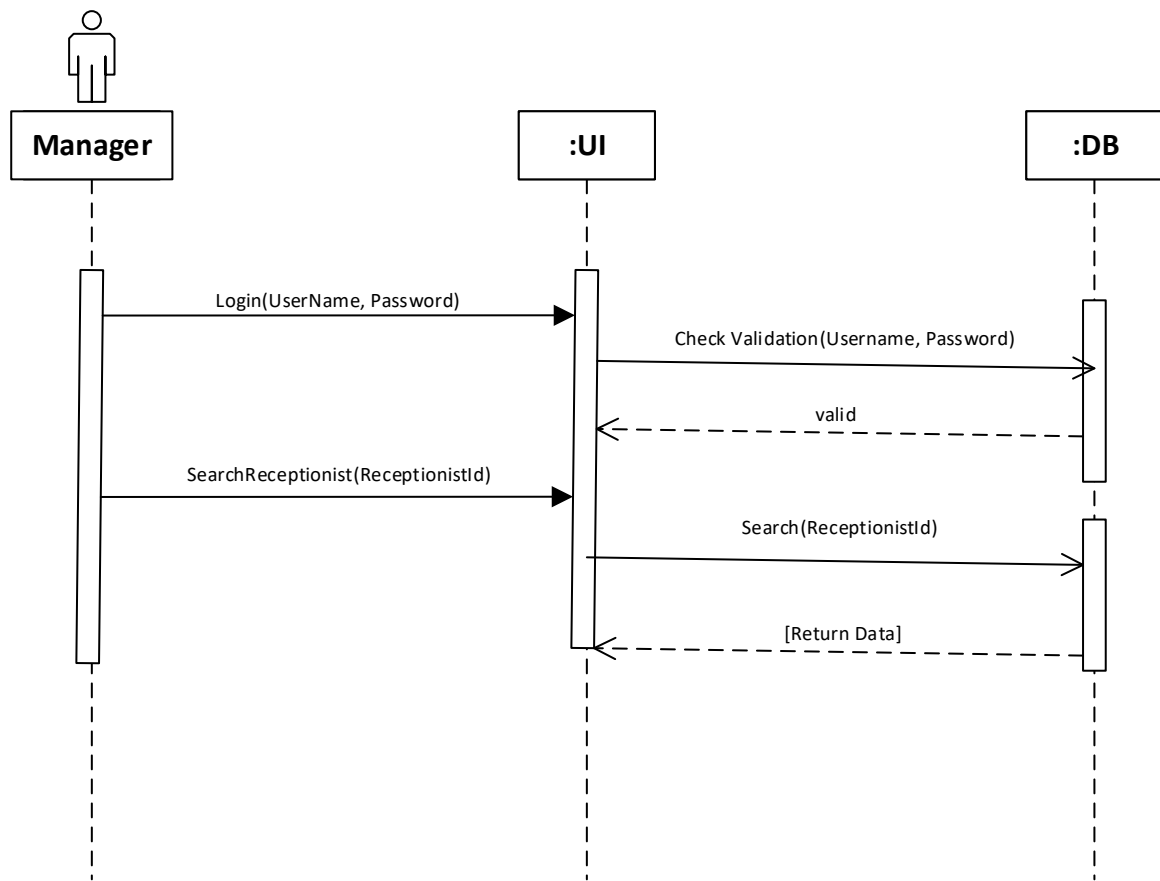 Manager
:UI
:DB
Login(UserName, Password)
Check Validation(Username, Password)
valid
SearchReceptionist(ReceptionistId)
Search(ReceptionistId)
[Return Data]